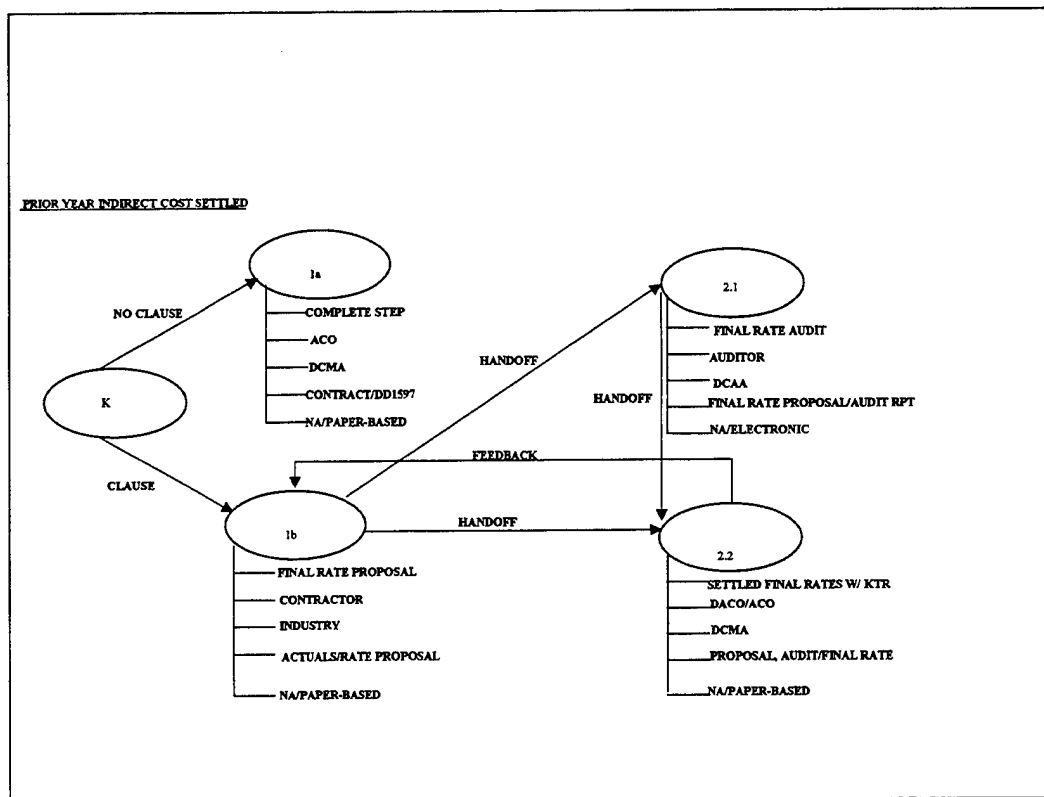 PRIOR YEAR INDIRECT COST SETTLED
1a
NO CLAUSE
COMPLETE STEP
ACO
DCMA
CONTRACT/DD1597
NA/PAPER-BASED
K
CLAUSE
HANDOFF
2.1
FINAL RATE AUDIT
AUDITOR
DCAA
FINAL RATE PROPOSAL/AUDIT RPT
NA/ELECTRONIC
HANDOFF
FEEDBACK
1b
HANDOFF
FINAL RATE PROPOSAL
CONTRACTOR
INDUSTRY
ACTUALS/RATE PROPOSAL
NA/PAPER-BASED
2.2
SETTLED FINAL RATES W/ KTR
DACO/ACO
DCMA
PROPOSAL, AUDIT/FINAL RATE
NA/PAPER-BASED